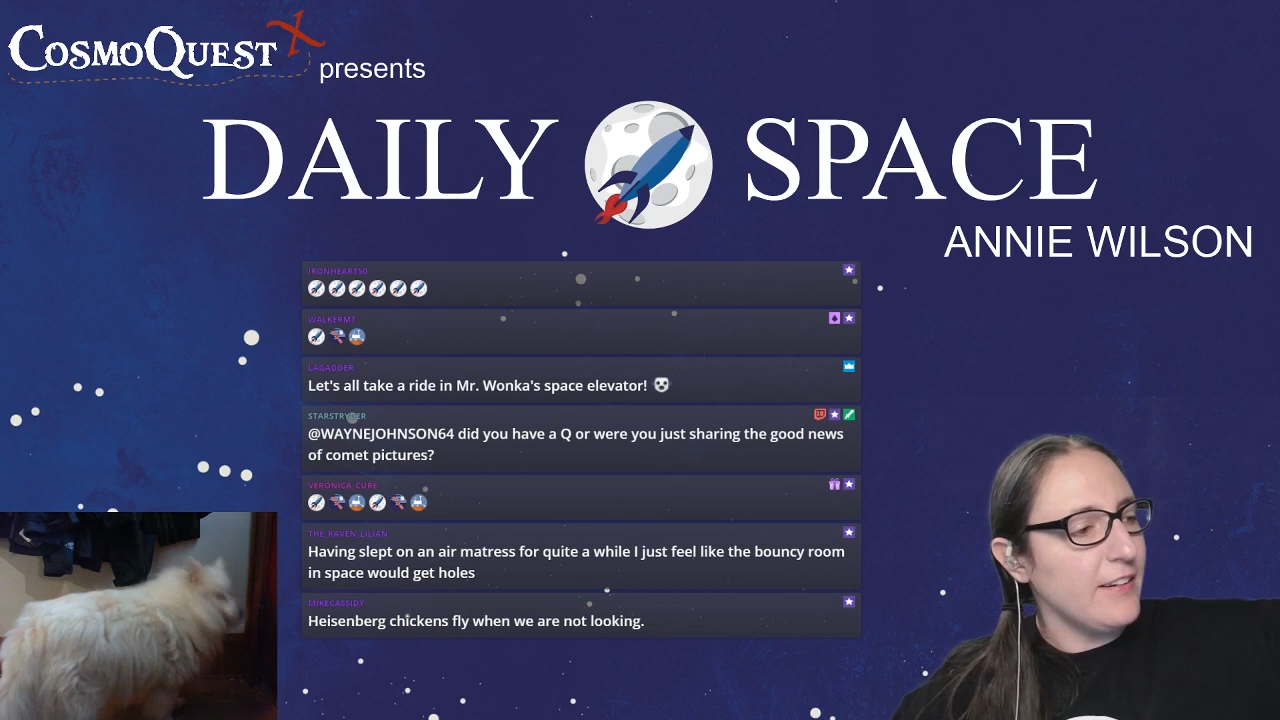 COSMOQUEST X
presents
DAILY SPACE
ANNIE WILSON
IRONHEART50
WALKERMT
LAGADDER
Let's all take a ride in Mr. Wonka's space elevator!
STARSTRYDER
18
@WAYNEJOHNSON64 did you have a Q or were you just sharing the good news
of comet pictures?
VERONICA_CURE
THE_RAVEN_LILIAN
Having slept on an air matress for quite a while I just feel like the bouncy room
in space would get holes
MIKECASSIDY
Heisenberg chickens fly when we are not looking.